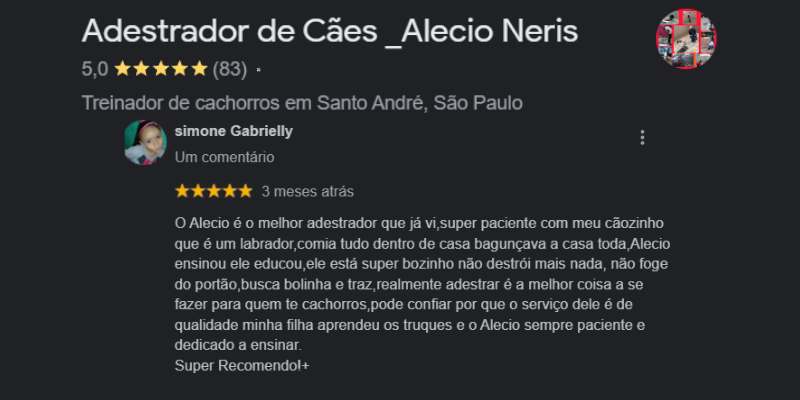 Adestrador de Cães _Alecio Neris
5,0 ★★★★★ (83) ·
Treinador de cachorros em Santo André, São Paulo
simone Gabrielly
Um comentário
★★★★★ 3 meses atrás
O Alecio é o melhor adestrador que já vi,super paciente com meu cãozinho
que é um labrador,comia tudo dentro de casa bagunçava a casa toda,Alecio
ensinou ele educou,ele está super bozinho não destrói mais nada, não foge
do portão,busca bolinha e traz,realmente adestrar é a melhor coisa a se
fazer para quem te cachorros,pode confiar por que o serviço dele é de
qualidade minha filha aprendeu os truques e o Alecio sempre paciente e
dedicado a ensinar.
Super Recomendo!+